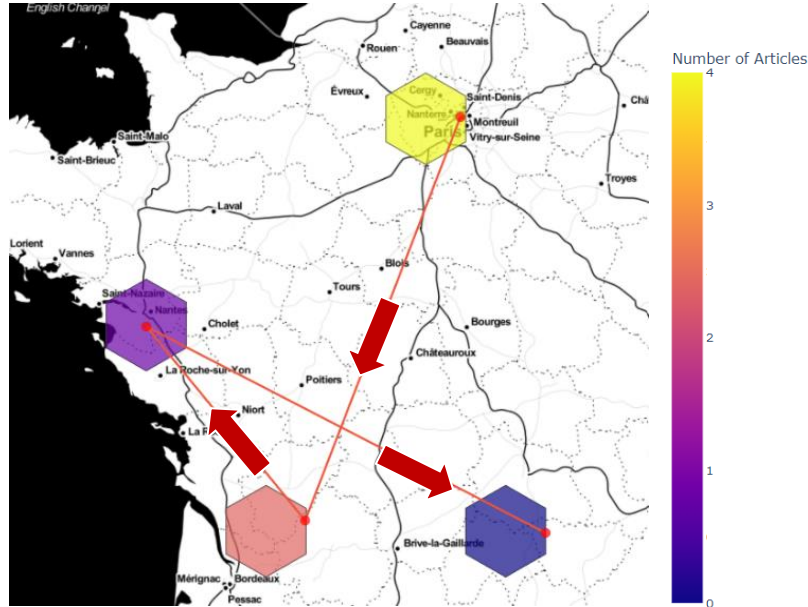 English Channel
Cayenne
Rouen
Beauvais
Number of Articles
4
Évreux
Cergy
Saint-Denis
Nanterre
Montreuil
Paris
Vitry-sur-Seine
Saint-Malo
Saint-Brieuc
Troyes
3
Laval
Lorient
Vannes
Blois
Tours
Saint-Nazaire
Nantes
Cholet
Bourges
2
Châteauroux
La Roche-sur-Yon
Poitiers
Niort
La R
1
Brive-la-Gaillarde
Mérignac
Bordeaux
Pessac
0